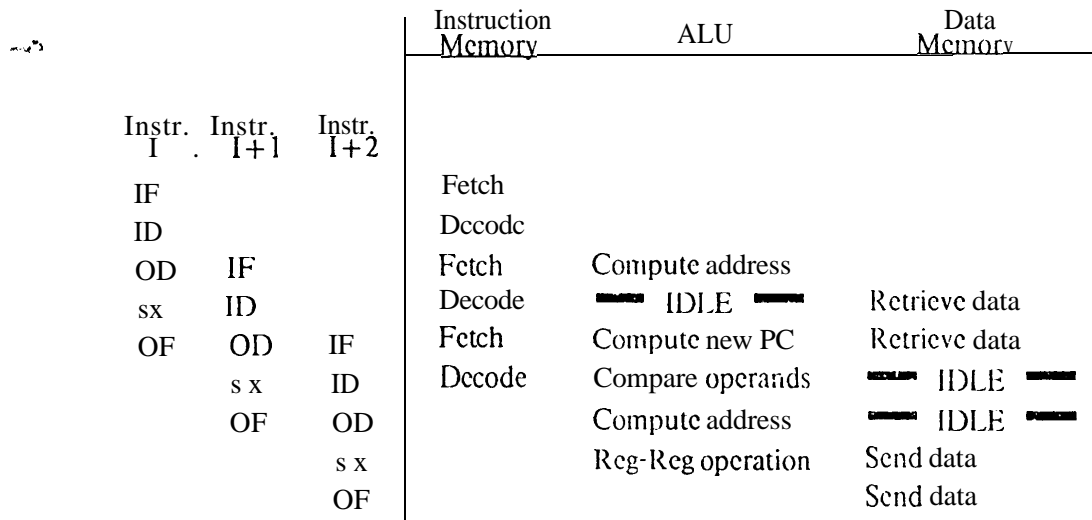 Instruction Data
Memory ALU Memory
Instr. Instr. Instr.
I . I+1 I+2
IF Fetch
ID Decode
OD IF Fetch Compute address
sx ID Decode IDLE Retrieve data
OF OD IF Fetch Compute new PC Retrieve data
s x ID Decode Compare operands IDLE
OF OD Compute address IDLE
s x Reg-Reg operation Send data
OF Send data